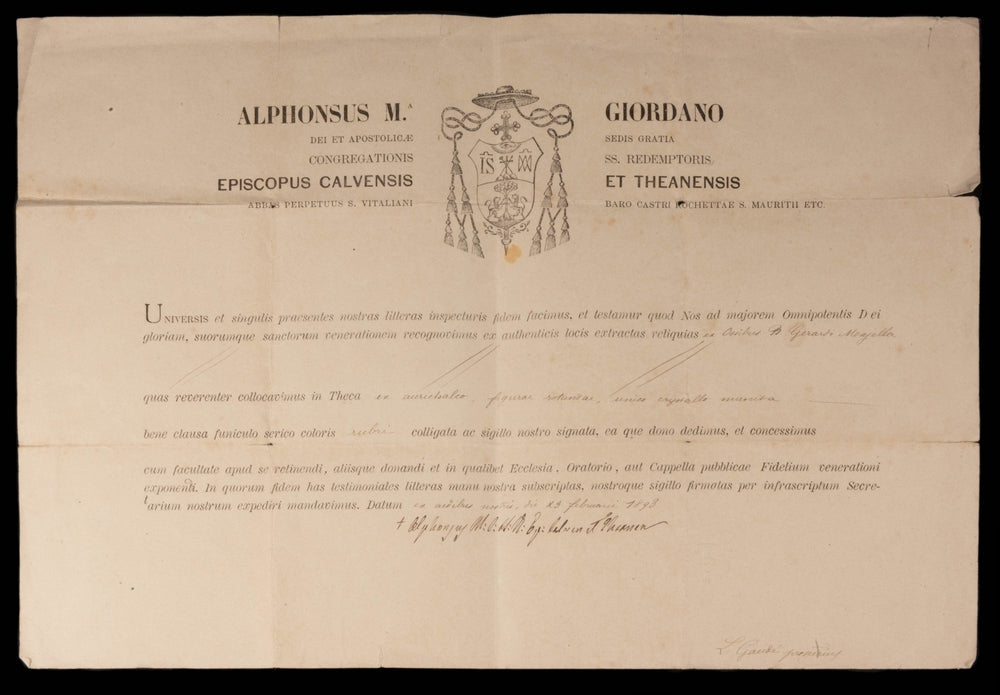 ALPHONSUS M.ᴬ GIORDANO
DEI ET APOSTOLICÆ SEDIS GRATIA
CONGREGATIONIS SS. REDEMPTORIS
EPISCOPUS CALVENSIS ET THEANENSIS
ABBAS PERPETUUS S. VITALIANI BARO CASTRI ROCHETTAE S. MAURITII ETC.
IS
UNIVERSIS et singulis praesentes nostras litteras inspecturis fidem facimus, et testamur quod Nos ad majorem Omnipotentis Dei
gloriam, suorumque sanctorum venerationem recognovimus ex authenticis locis extractas reliquias ex Ossibus B. Gerardi Majella
quas reverenter collocavimus in Theca ex aurichalco, figurae rotundae, unico crystallo munita
bene clausa funiculo serico coloris rubri colligata ac sigillo nostro signata, ea que dono dedimus, et concessimus
cum facultate apud se retinendi, aliisque donandi et in qualibet Ecclesia, Oratorio, aut Cappella pubblicae Fidelium venerationi
exponendi. In quorum fidem has testimoniales litteras manu nostra subscriptas, nostroque sigillo firmatas per infrascriptum Secre-
tarium nostrum expediri mandavimus. Datum ex aedibus nostris, die 23 februarii 1893
† Alphonsus M.